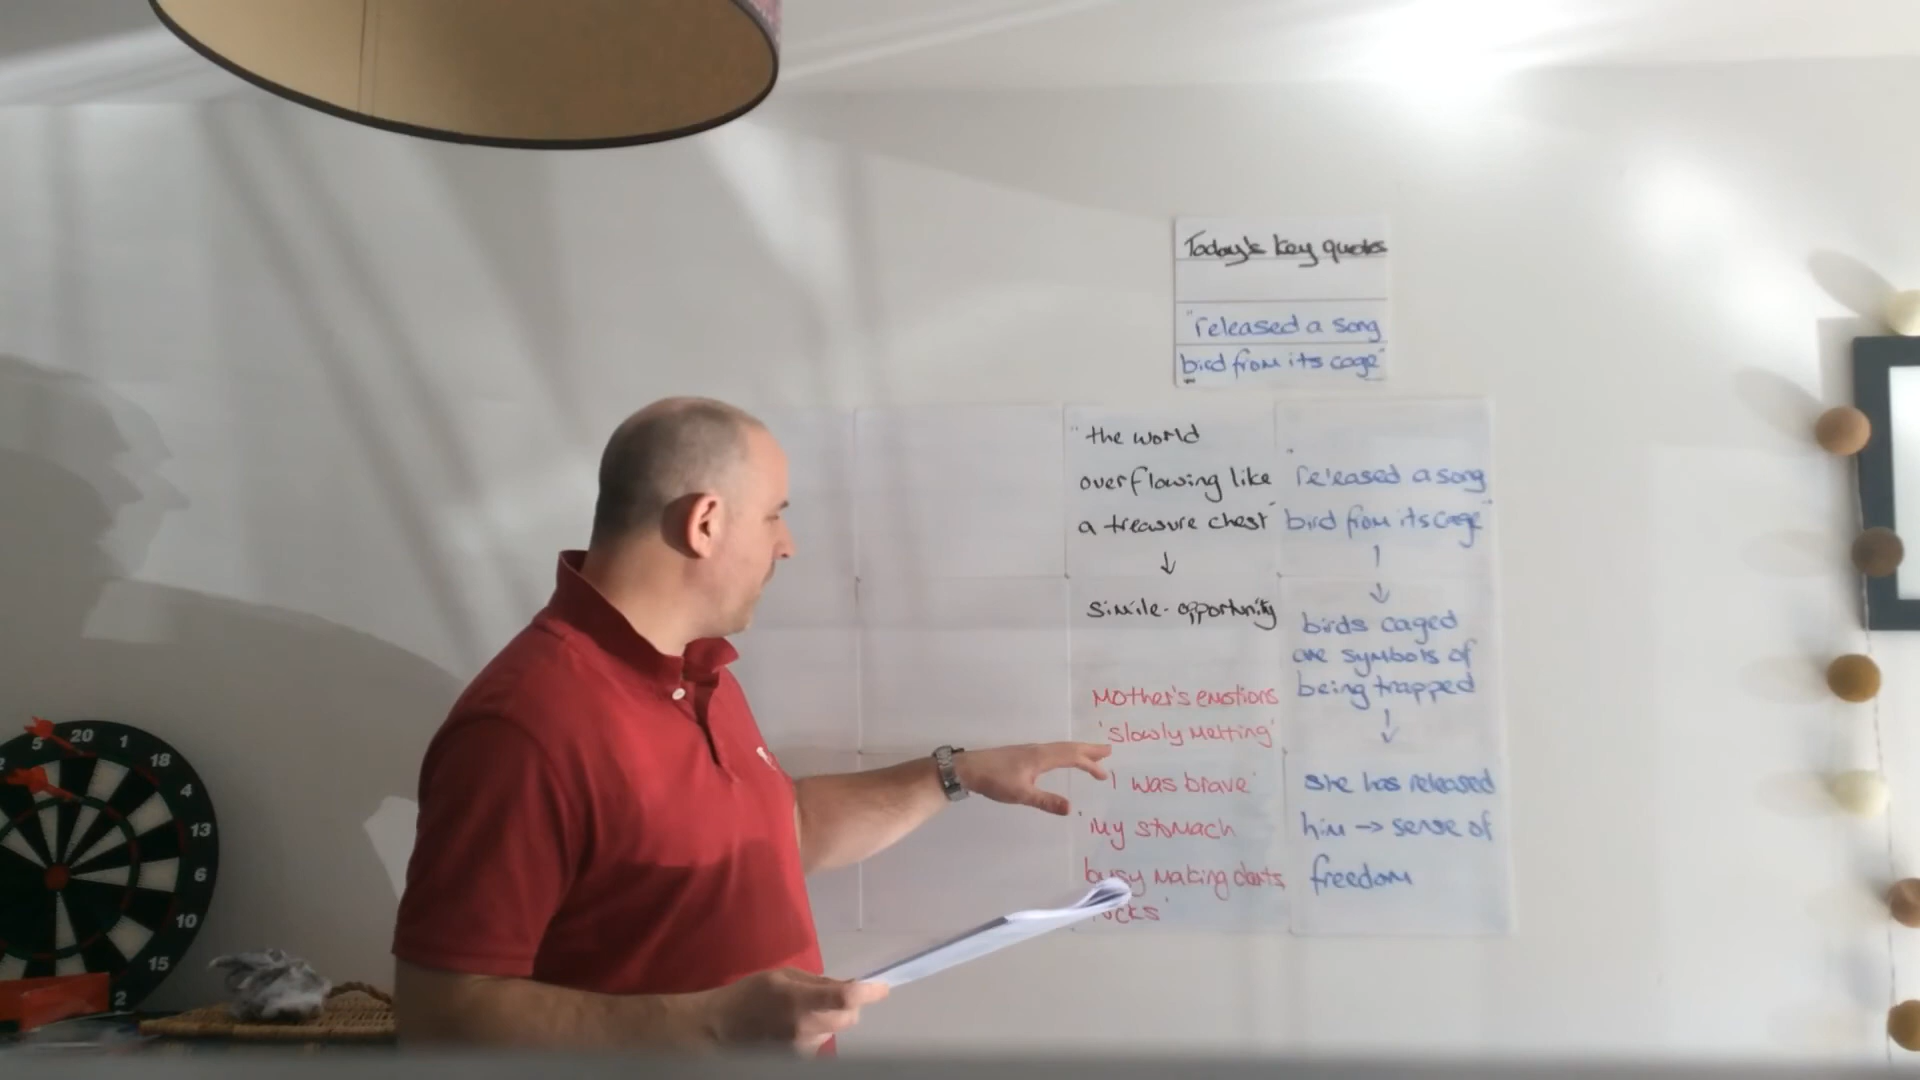 Today's key quotes
"released a song
bird from its cage"
"the world
overflowing like
a treasure chest"
↓
simile - opportunity
Mother's emotions
'slowly melting'
'I was brave'
'My stomach
busy making darts,
rocks'
"released a song
bird from its cage"
↓
birds caged
are symbols of
being trapped
↓
she has released
him -> sense of
freedom
5 20 1
18
4
13
6
10
15
2